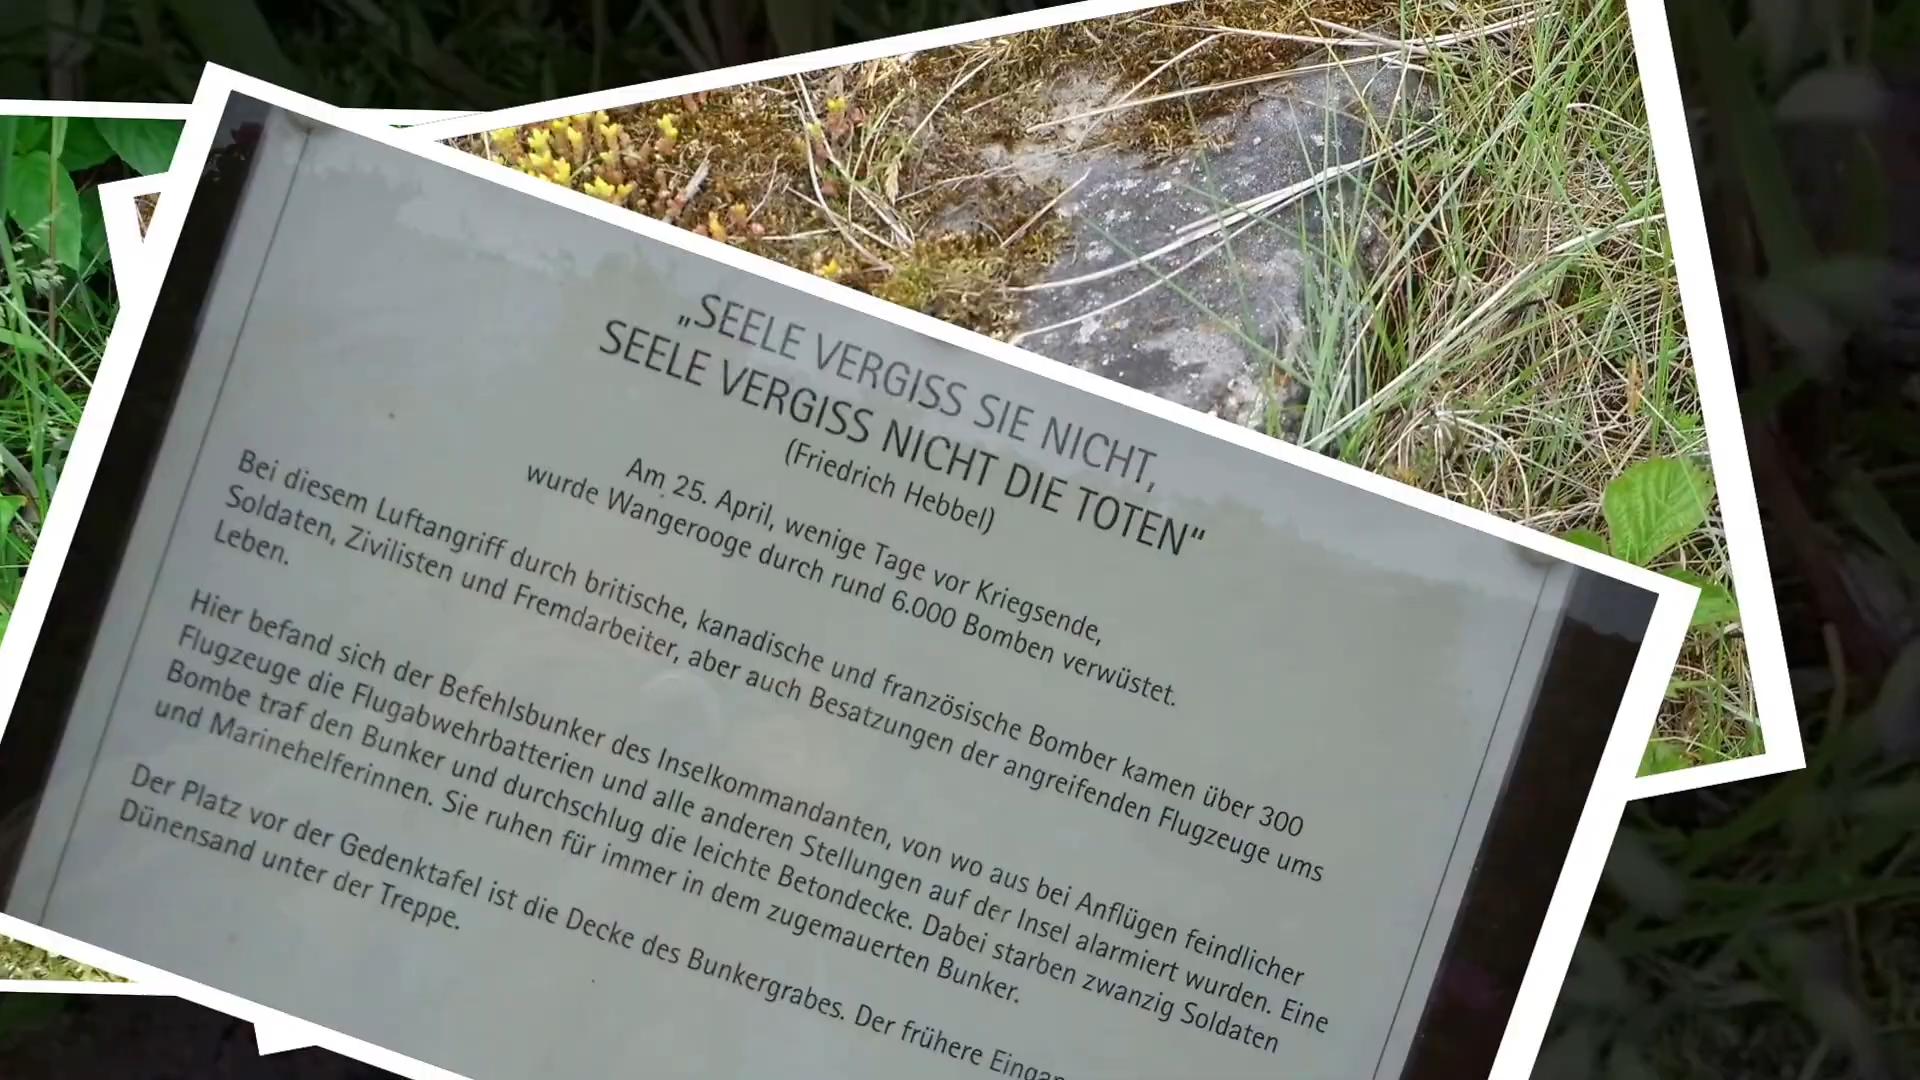 „SEELE VERGISS SIE NICHT,
SEELE VERGISS NICHT DIE TOTEN“
(Friedrich Hebbel)
Am 25. April, wenige Tage vor Kriegsende,
wurde Wangerooge durch rund 6.000 Bomben verwüstet.
Bei diesem Luftangriff durch britische, kanadische und französische Bomber kamen über 300
Soldaten, Zivilisten und Fremdarbeiter, aber auch Besatzungen der angreifenden Flugzeuge ums
Leben.
Hier befand sich der Befehlsbunker des Inselkommandanten, von wo aus bei Anflügen feindlicher
Flugzeuge die Flugabwehrbatterien und alle anderen Stellungen auf der Insel alarmiert wurden. Eine
Bombe traf den Bunker und durchschlug die leichte Betondecke. Dabei starben zwanzig Soldaten
und Marinehelferinnen. Sie ruhen für immer in dem zugemauerten Bunker.
Der Platz vor der Gedenktafel ist die Decke des Bunkergrabes. Der frühere
Dünensand unter der Treppe.